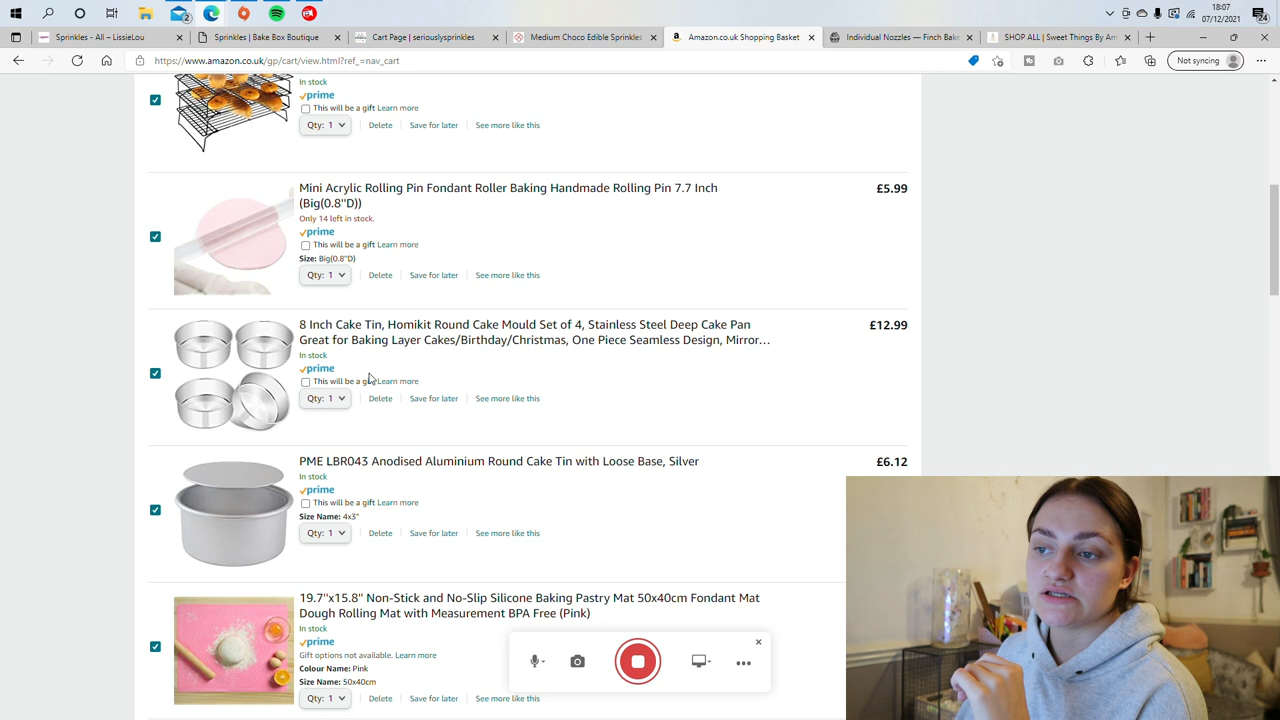 18:07
07/12/2021
24
2
Sprinkles - All – LissieLou
Sprinkles | Bake Box Boutique
Cart Page | seriouslysprinkles
Medium Choco Edible Sprinkles
Amazon.co.uk Shopping Basket
Individual Nozzles — Finch Bake
SHOP ALL | Sweet Things By Am
https://www.amazon.co.uk/gp/cart/view.html?ref_=nav_cart
Not syncing
In stock
prime
This will be a gift Learn more
Qty: 1 Delete Save for later See more like this
Mini Acrylic Rolling Pin Fondant Roller Baking Handmade Rolling Pin 7.7 Inch £5.99
(Big(0.8"D))
Only 14 left in stock.
prime
This will be a gift Learn more
Size: Big(0.8"D)
Qty: 1 Delete Save for later See more like this
8 Inch Cake Tin, Homikit Round Cake Mould Set of 4, Stainless Steel Deep Cake Pan £12.99
Great for Baking Layer Cakes/Birthday/Christmas, One Piece Seamless Design, Mirror...
In stock
prime
This will be a gift Learn more
Qty: 1 Delete Save for later See more like this
PME LBR043 Anodised Aluminium Round Cake Tin with Loose Base, Silver £6.12
In stock
prime
This will be a gift Learn more
Size Name: 4x3"
Qty: 1 Delete Save for later See more like this
19.7''x15.8'' Non-Stick and No-Slip Silicone Baking Pastry Mat 50x40cm Fondant Mat
Dough Rolling Mat with Measurement BPA Free (Pink)
In stock
prime
Gift options not available. Learn more
Colour Name: Pink
Size Name: 50x40cm
Qty: 1 Delete Save for later See more like this